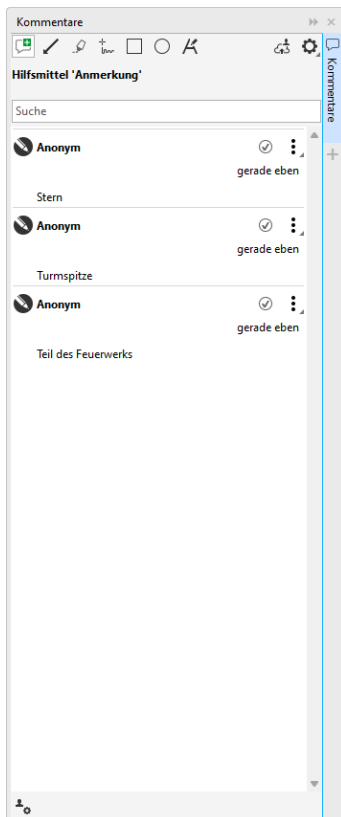 Kommentare
Hilfsmittel 'Anmerkung'
Suche
Anonym
gerade eben
Stern
Anonym
gerade eben
Turmspitze
Anonym
gerade eben
Teil des Feuerwerks
Kommentare